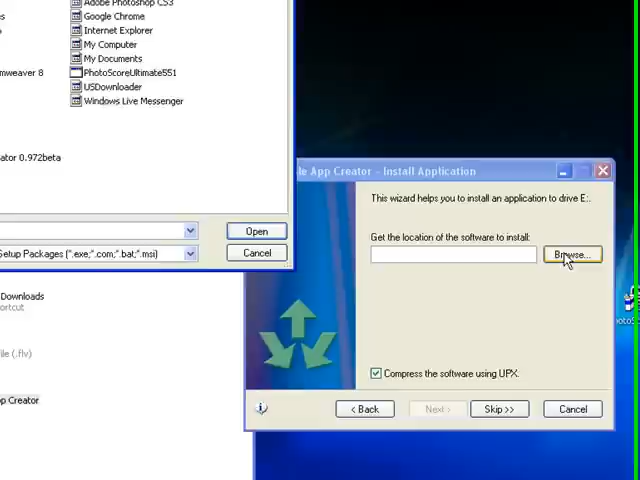 Adobe Photoshop CS3
Google Chrome
Internet Explorer
My Computer
My Documents
mweaver 8
PhotoScoreUltimate551
USDownloader
Windows Live Messenger
ator 0.972beta
le App Creator - Install Application
This wizard helps you to install an application to drive E:.
Get the location of the software to install:
Open
Browse...
Setup Packages (*.exe;*.com;*.bat;*.msi)
Cancel
Downloads
ortcut
file (.flv)
Compress the software using UPX.
pp Creator
< Back
Next >
Skip >>
Cancel